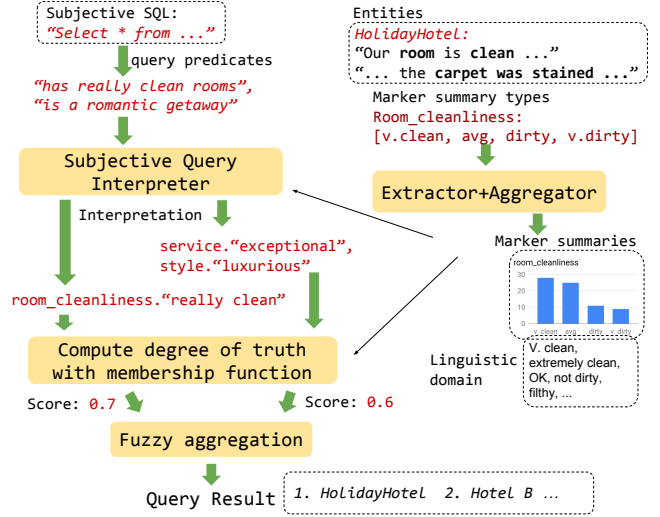 Subjective SQL:
“Select * from ...”
query predicates
“has really clean rooms”,
“is a romantic getaway”
Subjective Query
Interpreter
Interpretation
service.“exceptional”,
style.“luxurious”
room_cleanliness.“really clean”
Compute degree of truth
with membership function
Score: 0.7
Score: 0.6
Fuzzy aggregation
Query Result
1. HolidayHotel 2. Hotel B …
Entities
HolidayHotel:
“Our room is clean ...”
“... the carpet was stained ...”
Marker summary types
Room_cleanliness:
[v.clean, avg, dirty, v.dirty]
Extractor+Aggregator
Marker summaries
room_cleanliness
30
20
10
0
v. clean avg dirty v. dirty
Linguistic
domain
V. clean,
extremely clean,
OK, not dirty,
filthy, ...